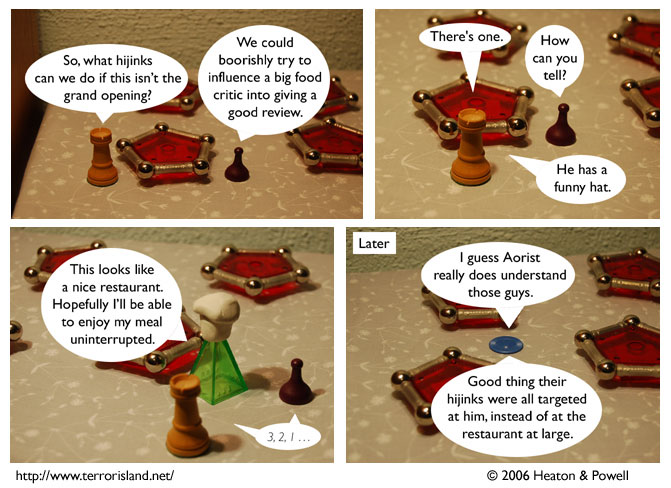 So, what hijinks
can we do if this isn't the
grand opening?
We could
boorishly try to
influence a big food
critic into giving a
good review.
There's one.
How
can you
tell?
He has a
funny hat.
This looks like
a nice restaurant.
Hopefully I'll be able
to enjoy my meal
uninterrupted.
3, 2, 1 ...
Later
I guess Aorist
really does understand
those guys.
Good thing their
hijinks were all targeted
at him, instead of at the
restaurant at large.
http://www.terrorisland.net/
© 2006 Heaton & Powell